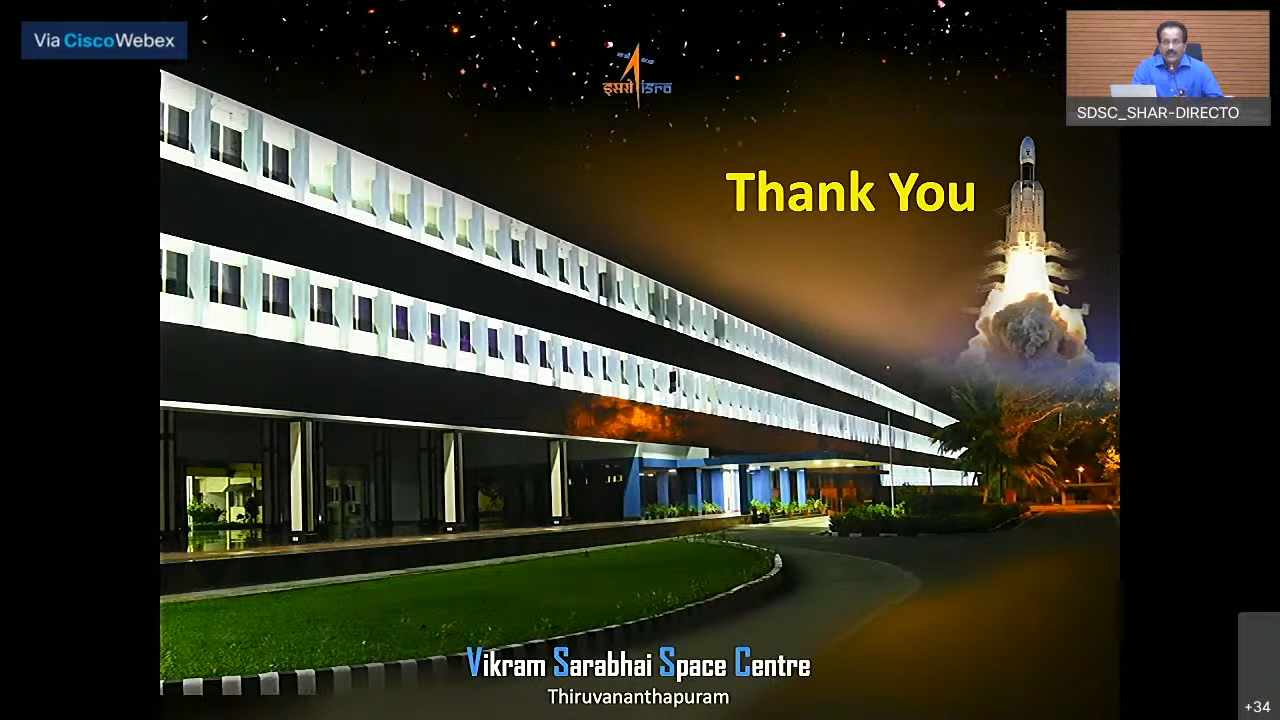 Via CiscoWebex
SDSC_SHAR-DIRECTO
इसरो isro
Thank You
Vikram Sarabhai Space Centre
Thiruvananthapuram
+34